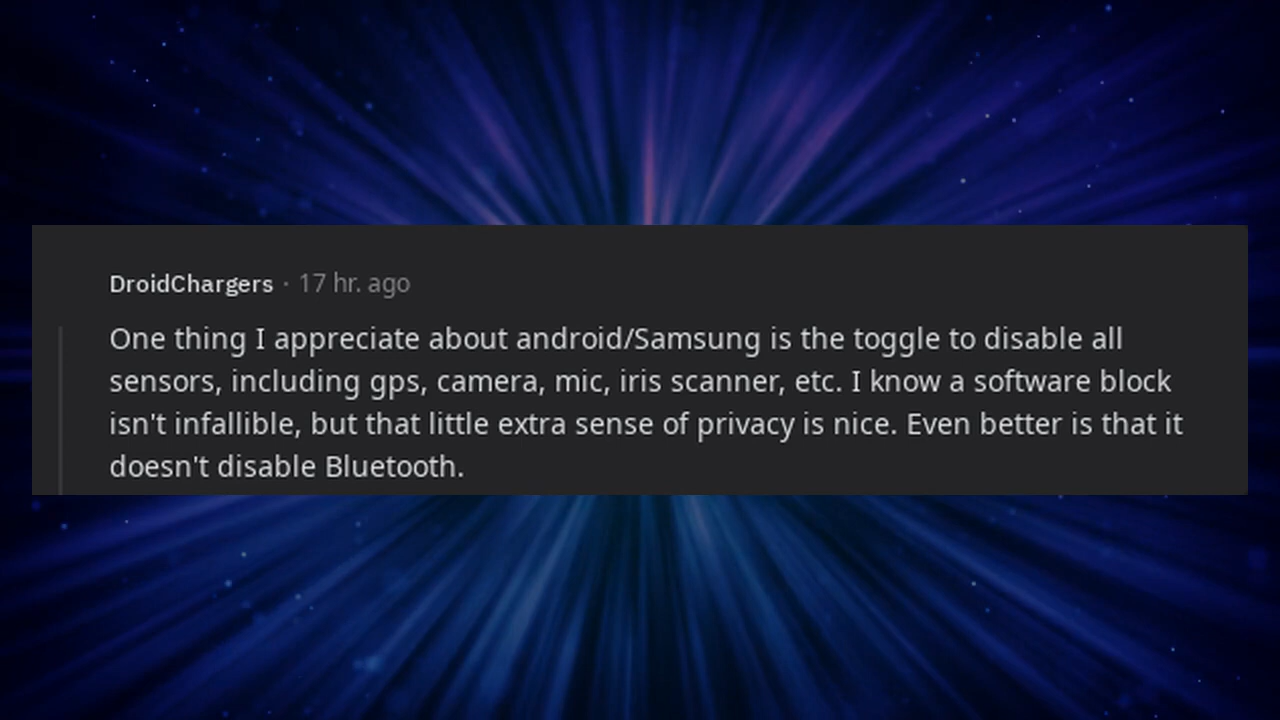 DroidChargers · 17 hr. ago
One thing I appreciate about android/Samsung is the toggle to disable all
sensors, including gps, camera, mic, iris scanner, etc. I know a software block
isn't infallible, but that little extra sense of privacy is nice. Even better is that it
doesn't disable Bluetooth.